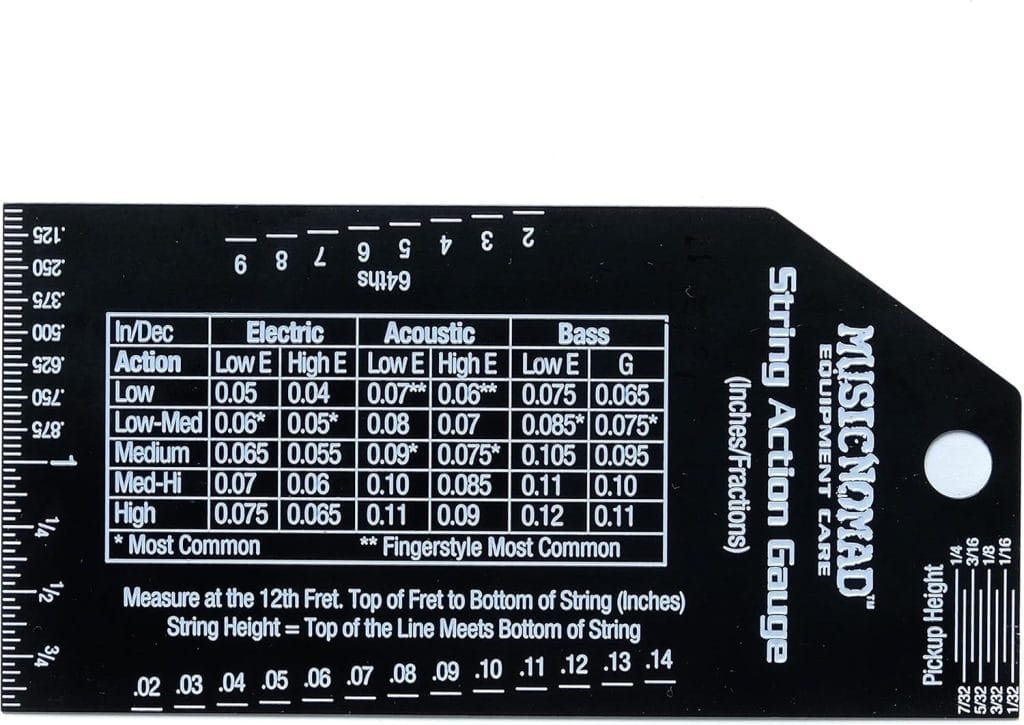 .125
.250
.375
.500
.625
.750
.875
1
1/4
1/2
3/4
9 8 7 6 5 4 3 2
64ths
In/Dec Electric Acoustic Bass
Action Low E High E Low E High E Low E G
Low 0.05 0.04 0.07** 0.06** 0.075 0.065
Low-Med 0.06* 0.05* 0.08 0.07 0.085* 0.075*
Medium 0.065 0.055 0.09* 0.075* 0.105 0.095
Med-Hi 0.07 0.06 0.10 0.085 0.11 0.10
High 0.075 0.065 0.11 0.09 0.12 0.11
* Most Common ** Fingerstyle Most Common
Measure at the 12th Fret. Top of Fret to Bottom of String (Inches)
String Height = Top of the Line Meets Bottom of String
.02 .03 .04 .05 .06 .07 .08 .09 .10 .11 .12 .13 .14
MUSICNOMAD™
EQUIPMENT CARE
String Action Gauge
(Inches/Fractions)
Pickup Height
1/4
3/16
1/8
1/16
7/32
5/32
3/32
1/32